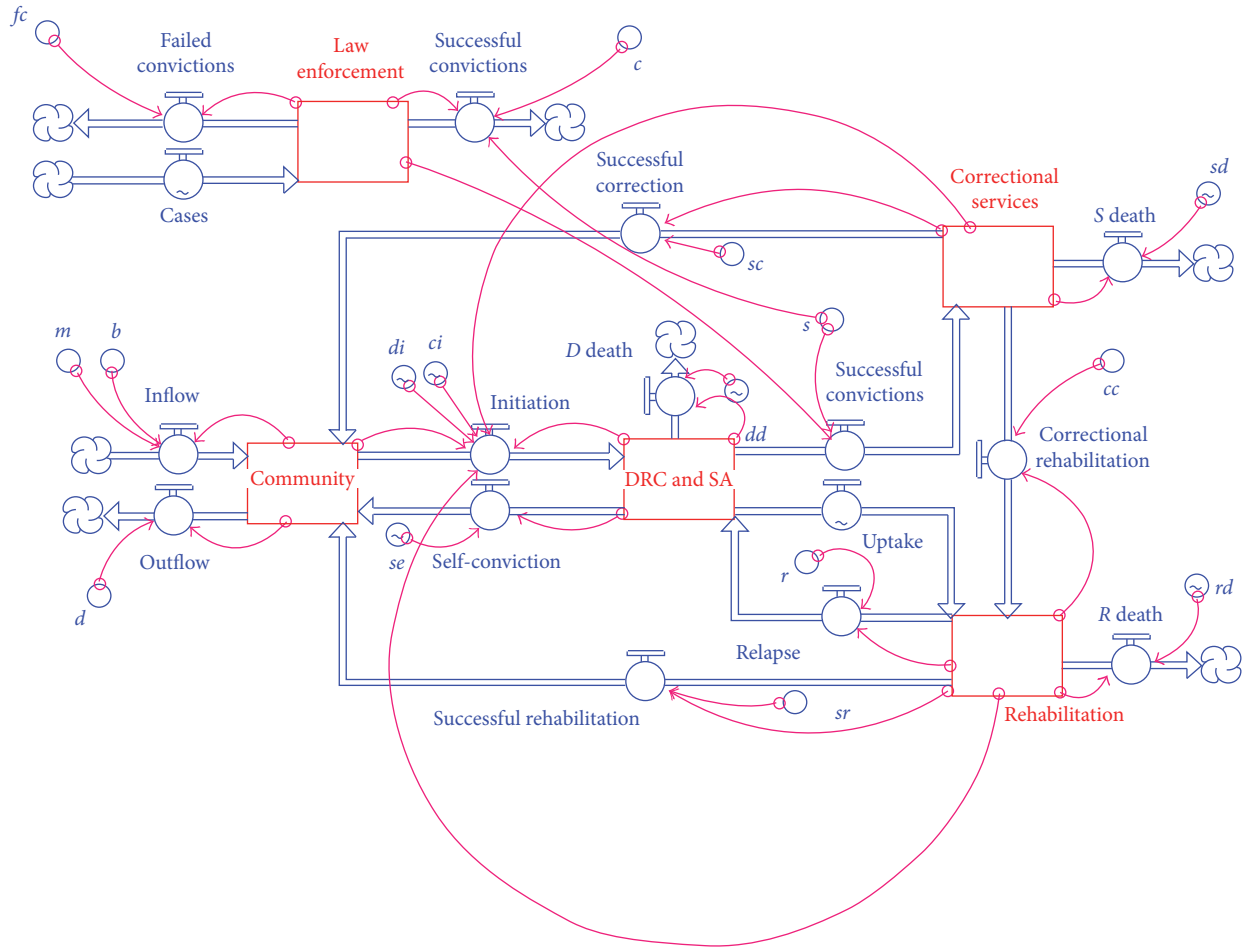 fc
Failed
convictions
Law
enforcement
Successful
convictions
c
Cases
Successful
correction
Correctional
services
sd
S death
sc
m
b
Inflow
di
ci
Initiation
D death
s
Successful
convictions
cc
Community
dd
DRC and SA
Correctional
rehabilitation
Outflow
d
se
Self-conviction
Uptake
r
Relapse
R death
rd
Successful rehabilitation
sr
Rehabilitation